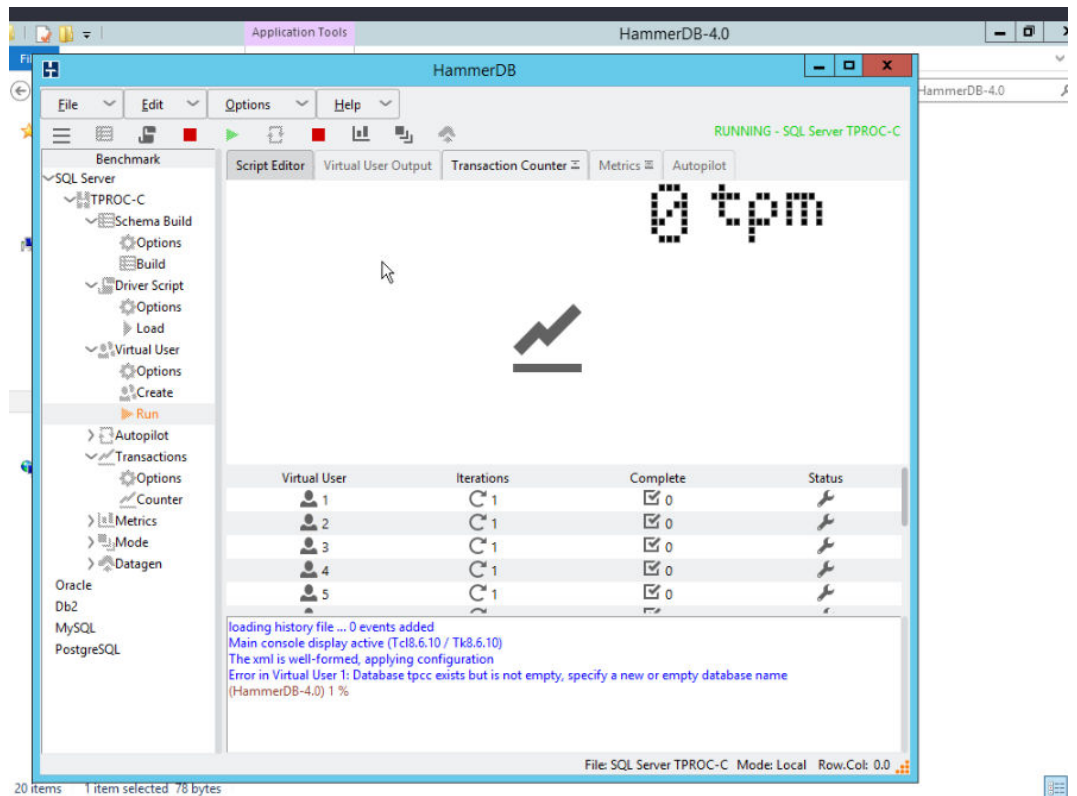 Application Tools
HammerDB-4.0
HammerDB
HammerDB-4.0
File
Edit
Options
Help
RUNNING - SQL Server TPROC-C
Benchmark
SQL Server
TPROC-C
Schema Build
Options
Build
Driver Script
Options
Load
Virtual User
Options
Create
Run
Autopilot
Transactions
Options
Counter
Metrics
Mode
Datagen
Oracle
Db2
MySQL
PostgreSQL
Script Editor
Virtual User Output
Transaction Counter
Metrics
Autopilot
0 tpm
Virtual User Iterations Complete Status
1 1 0
2 1 0
3 1 0
4 1 0
5 1 0
loading history file ... 0 events added
Main console display active (Tcl8.6.10 / Tk8.6.10)
The xml is well-formed, applying configuration
Error in Virtual User 1: Database tpcc exists but is not empty, specify a new or empty database name
(HammerDB-4.0) 1 %
File: SQL Server TPROC-C Mode: Local Row.Col: 0.0
20 items 1 item selected 78 bytes